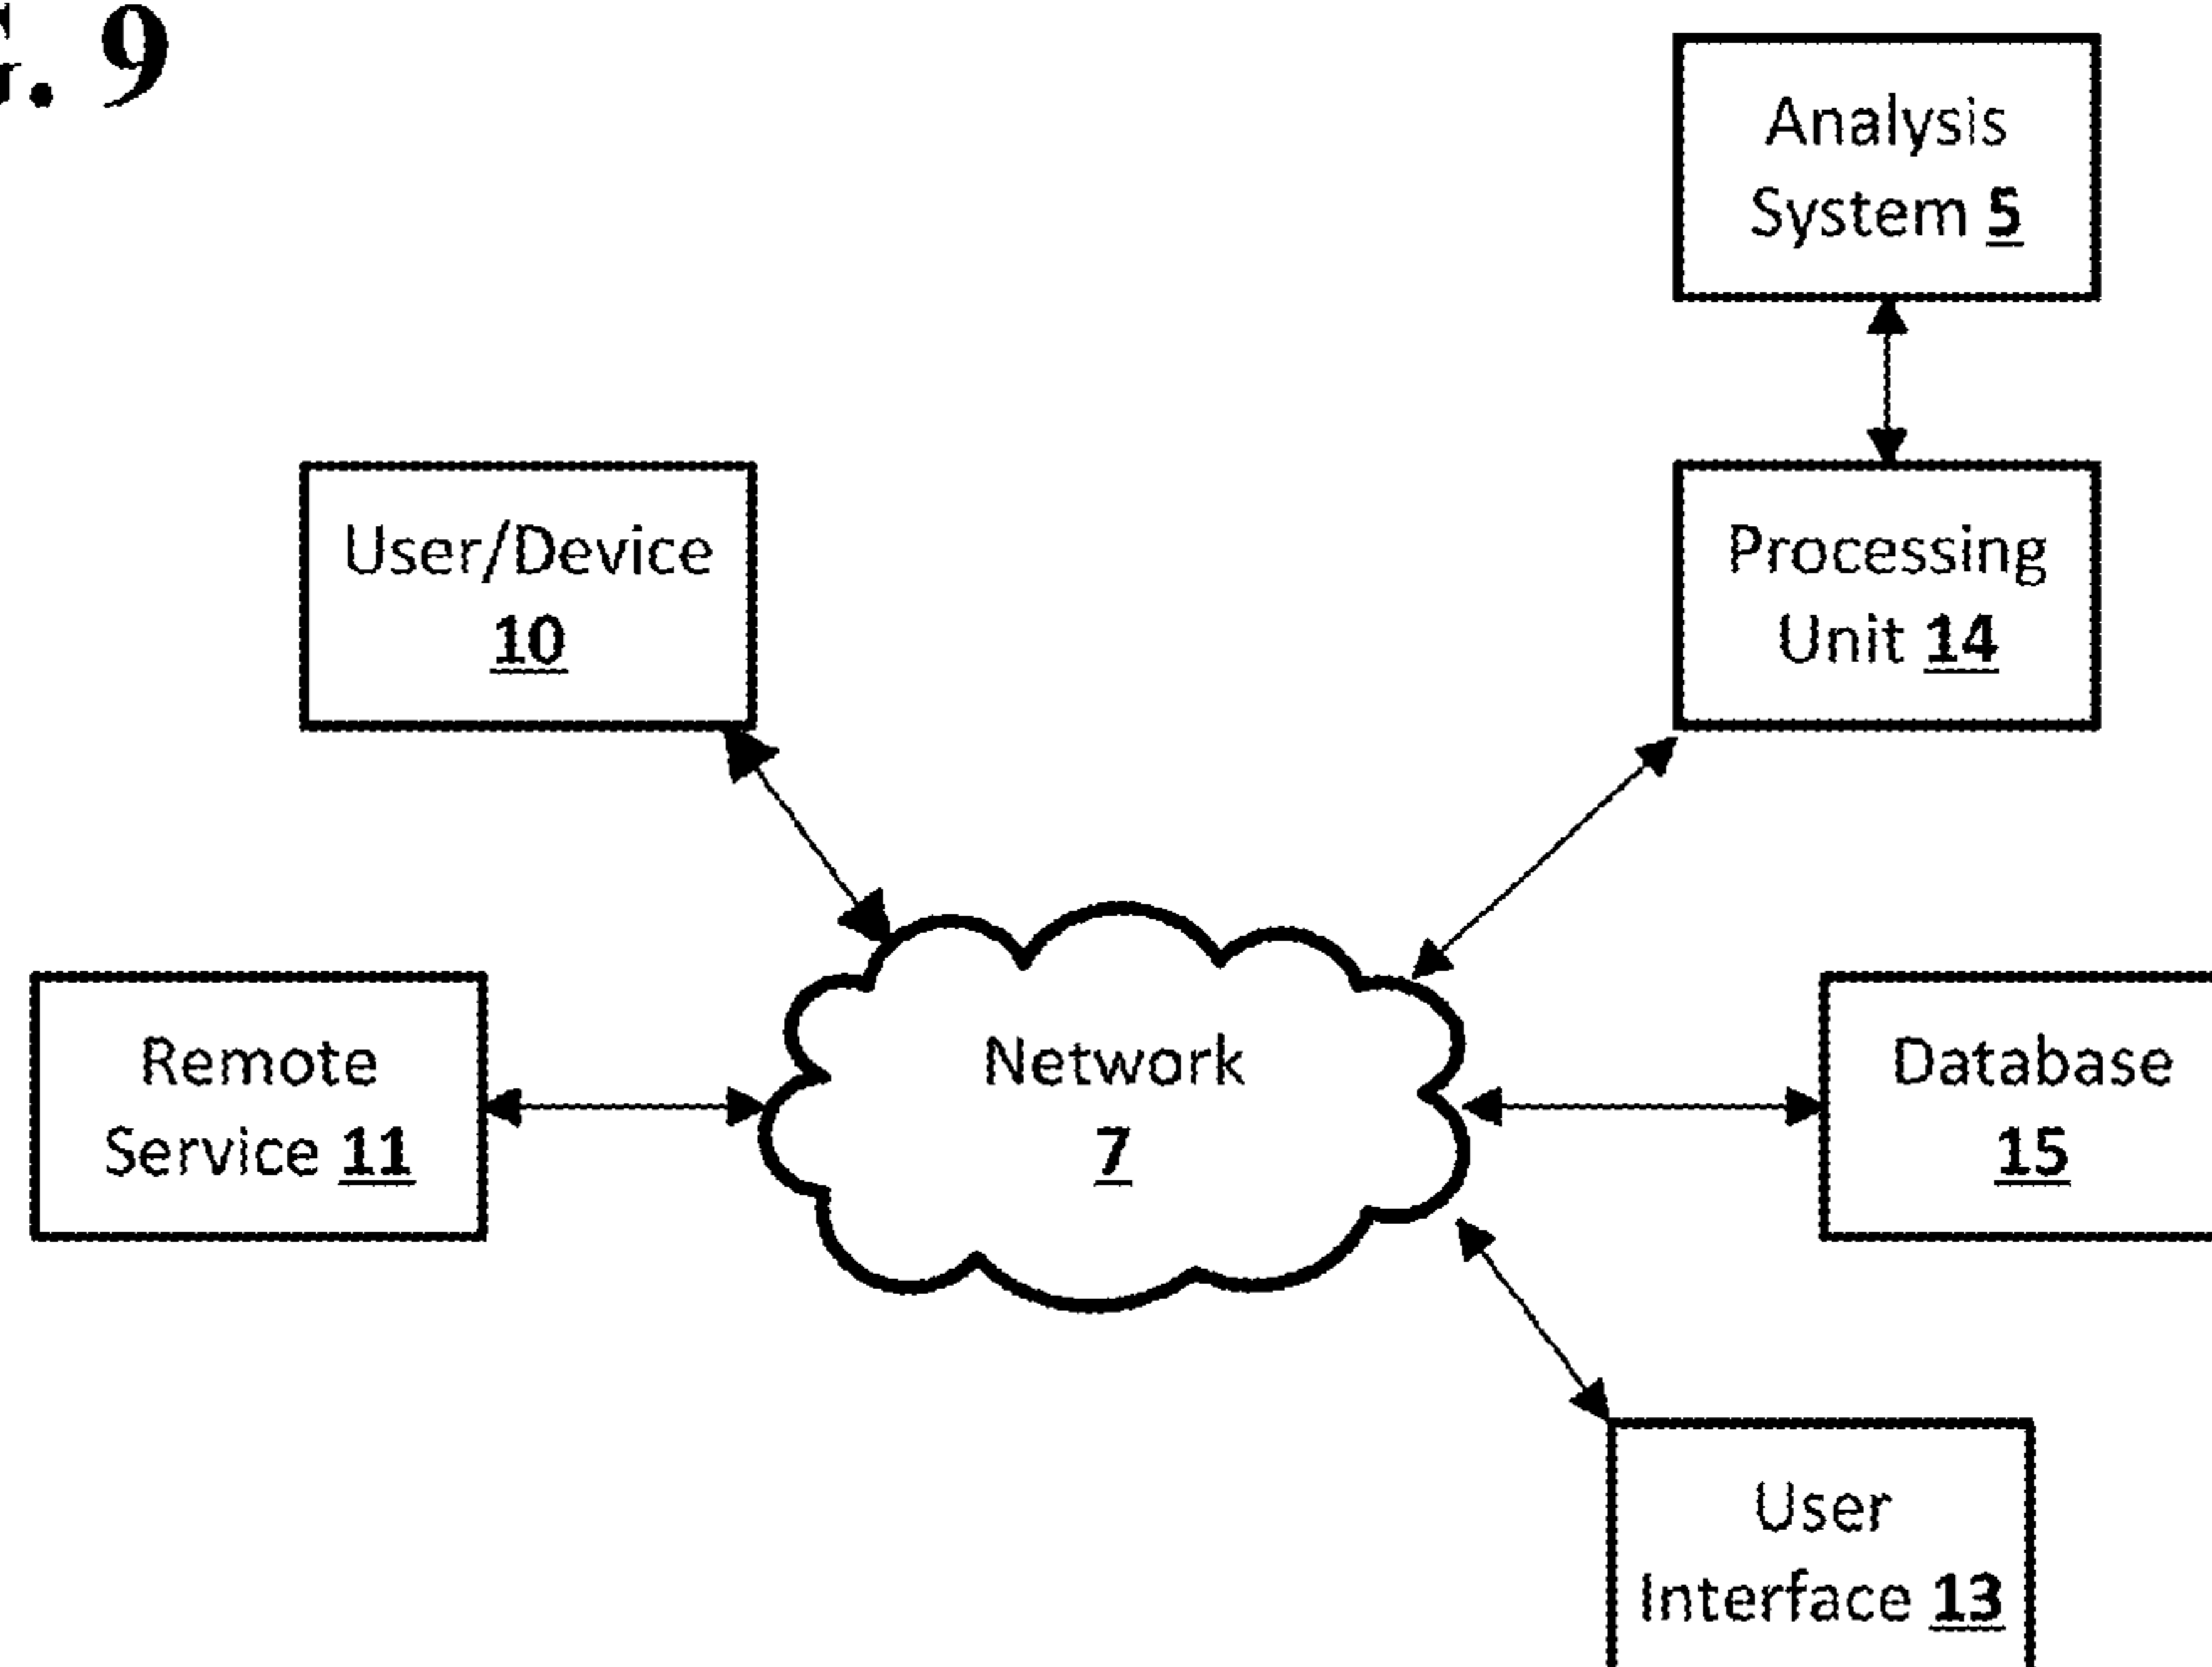 . 9
Analysis
System 5
User/Device
10
Processing
Unit 14
Remote
Service 11
Network
7
Database
15
User
Interface 13